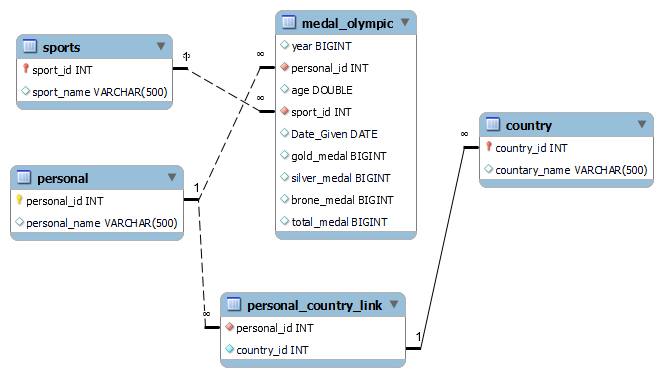 sports
sport_id INT
sport_name VARCHAR(500)
medal_olympic
year BIGINT
personal_id INT
age DOUBLE
sport_id INT
Date_Given DATE
gold_medal BIGINT
silver_medal BIGINT
brone_medal BIGINT
total_medal BIGINT
∞
∞
country
country_id INT
countary_name VARCHAR(500)
∞
personal
personal_id INT
personal_name VARCHAR(500)
1
personal_country_link
personal_id INT
country_id INT
∞
1